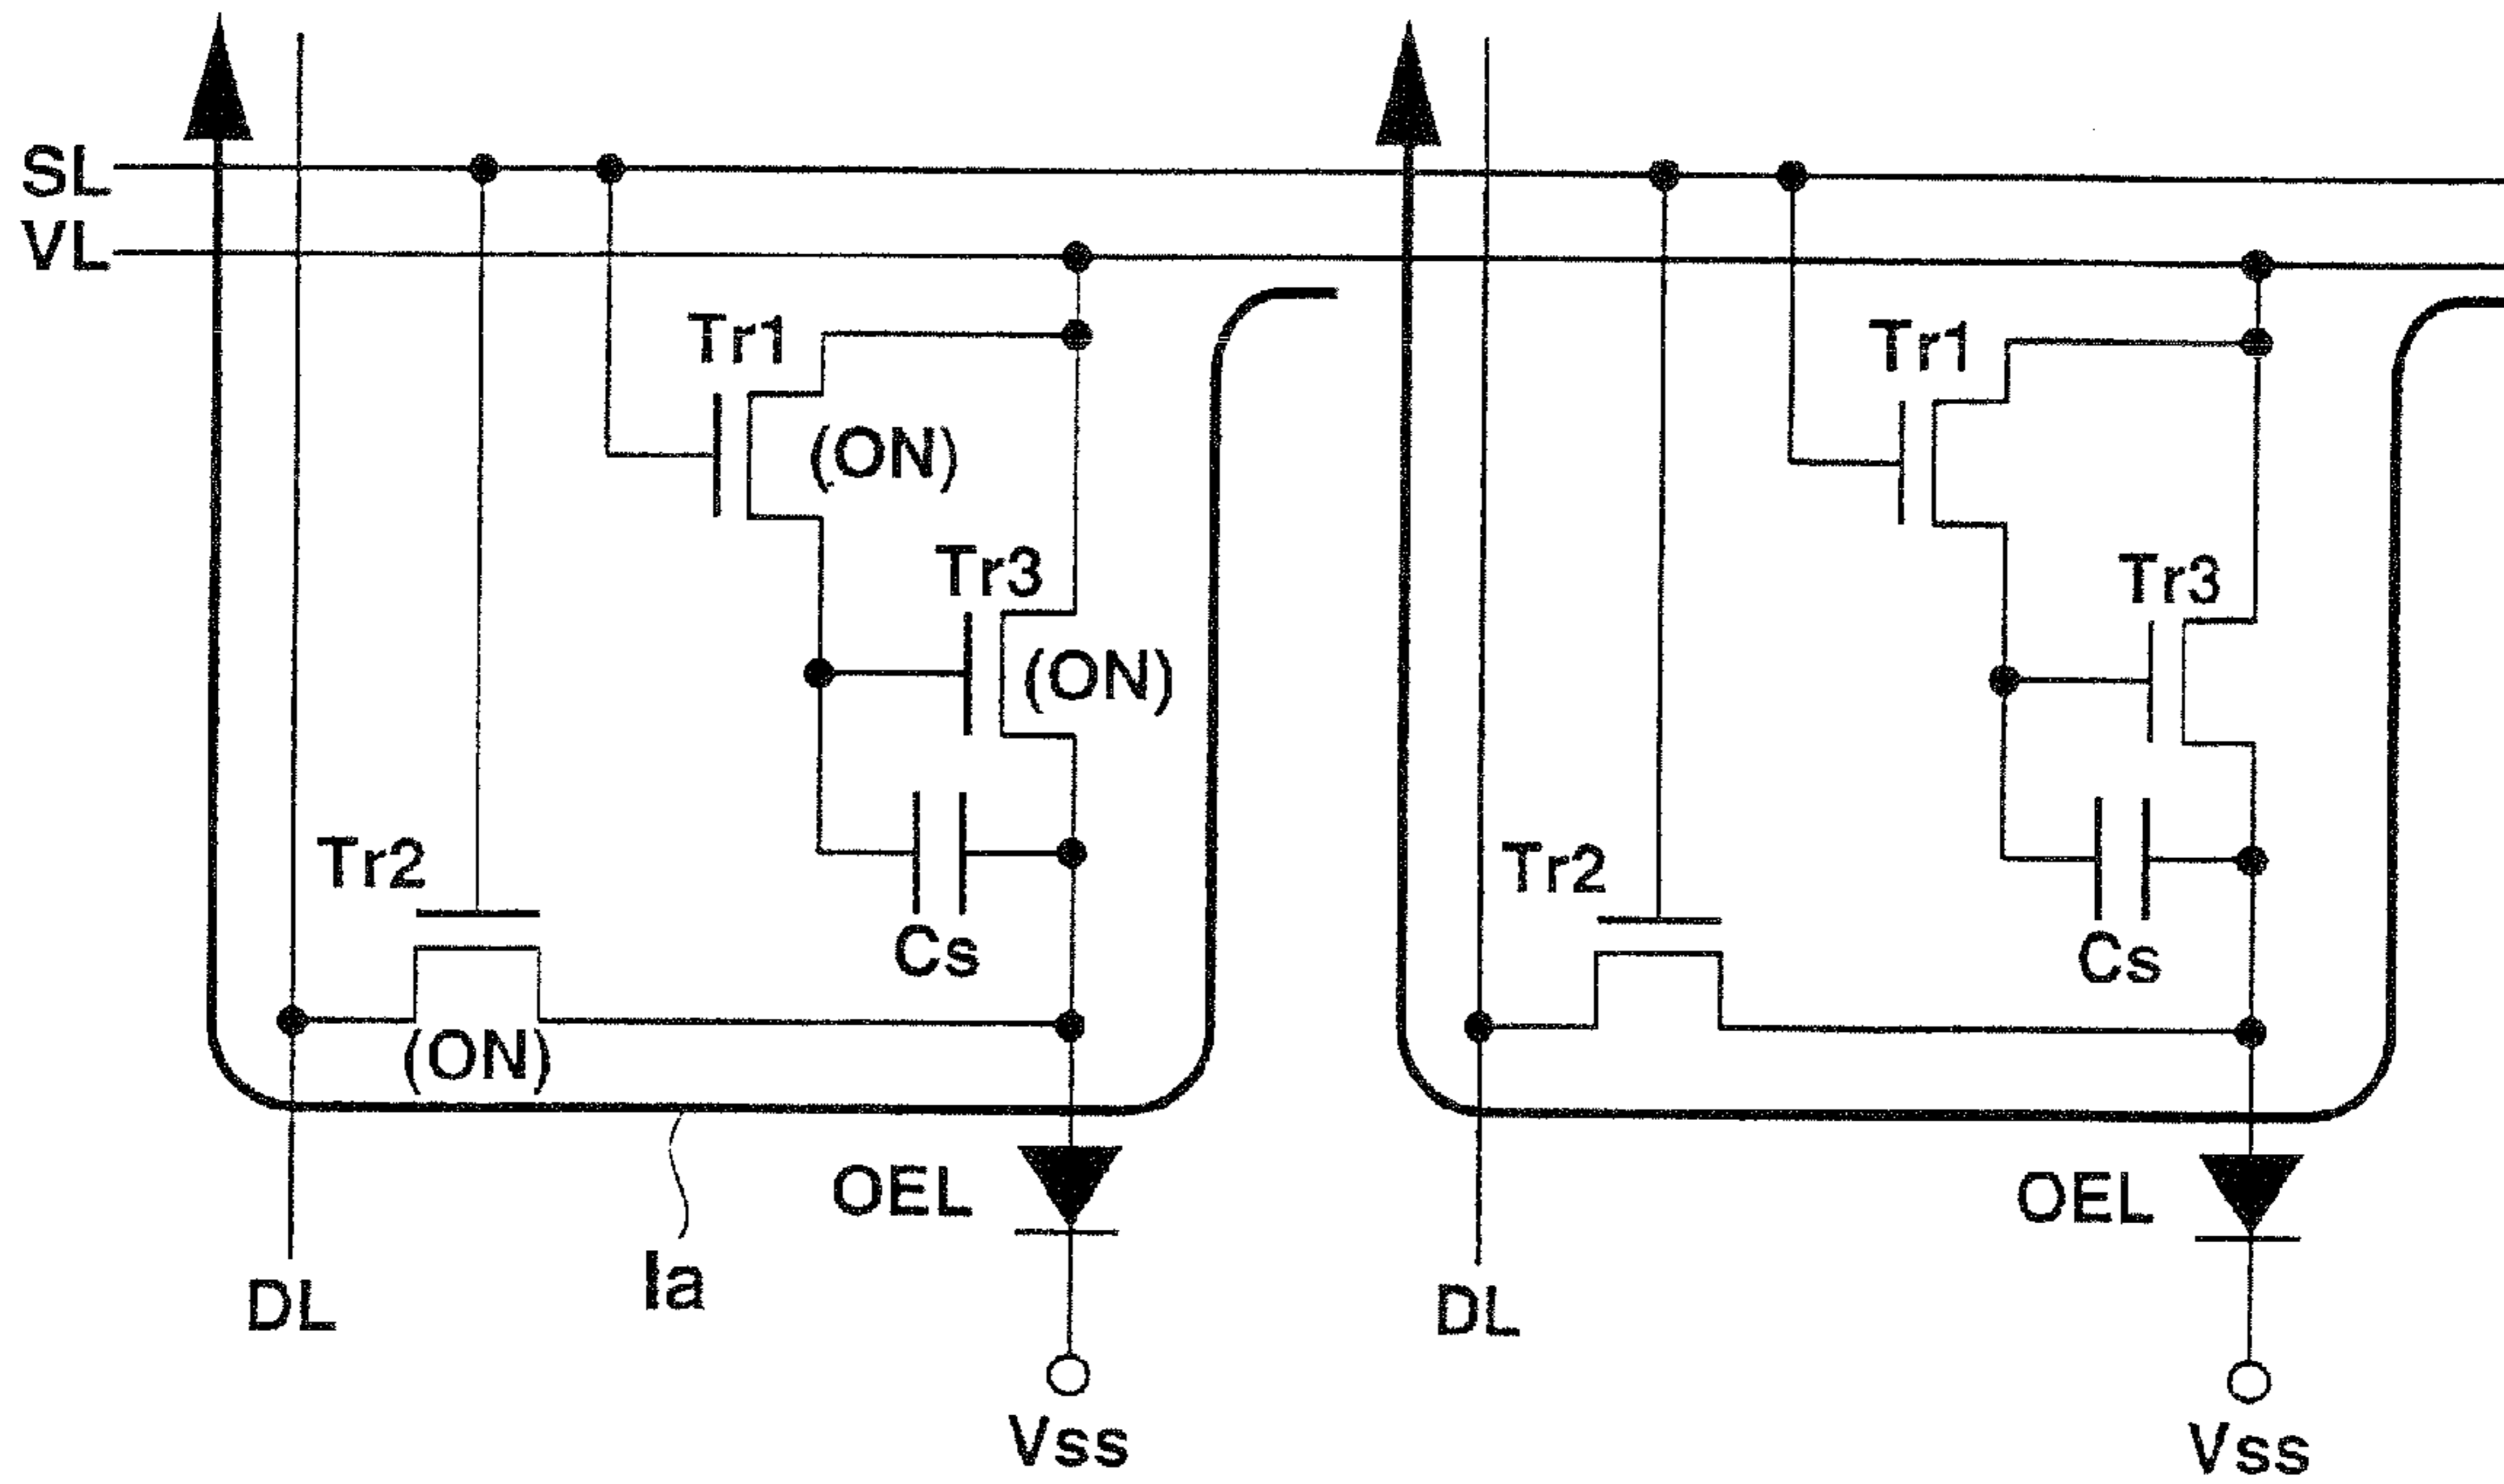 SL
VL
Tr1
(ON)
Tr3
(ON)
Tr2
(ON)
Cs
OEL
Ia
DL
Vss
Tr1
Tr3
Tr2
Cs
OEL
DL
Vss